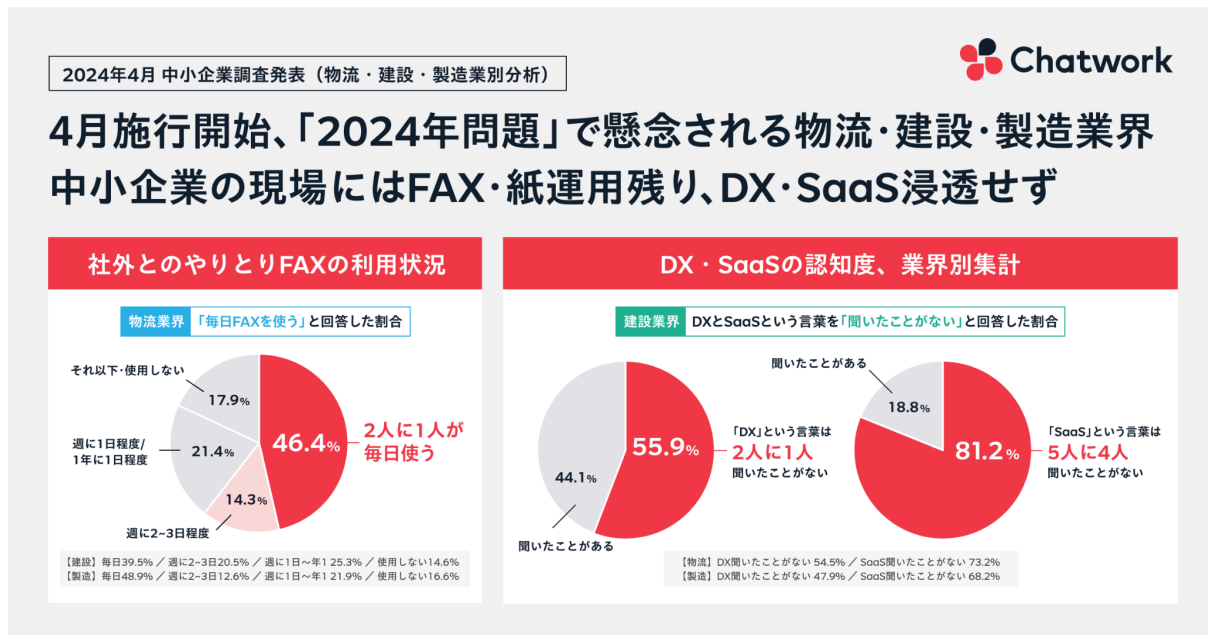 2024年4月 中小企業調査発表（物流・建設・製造業別分析）
Chatwork
4月施行開始、「2024年問題」で懸念される物流・建設・製造業界
中小企業の現場にはFAX・紙運用残り、DX・SaaS浸透せず
社外とのやりとりFAXの利用状況
物流業界 「毎日FAXを使う」と回答した割合
それ以下・使用しない
17.9%
週に1日程度/
1年に1日程度
21.4%
46.4%
2人に1人が
毎日使う
14.3%
週に2~3日程度
【建設】毎日39.5% ／ 週に2~3日20.5% ／ 週に1日〜年1 25.3% ／ 使用しない14.6%
【製造】毎日48.9% ／ 週に2~3日12.6% ／ 週に1日〜年1 21.9% ／ 使用しない16.6%
DX・SaaSの認知度、業界別集計
建設業界 DXとSaaSという言葉を「聞いたことがない」と回答した割合
55.9%
「DX」という言葉は
2人に1人
聞いたことがない
44.1%
聞いたことがある
聞いたことがある
18.8%
81.2%
「SaaS」という言葉は
5人に4人
聞いたことがない
【物流】DX聞いたことがない 54.5% ／ SaaS聞いたことがない 73.2%
【製造】DX聞いたことがない 47.9% ／ SaaS聞いたことがない 68.2%